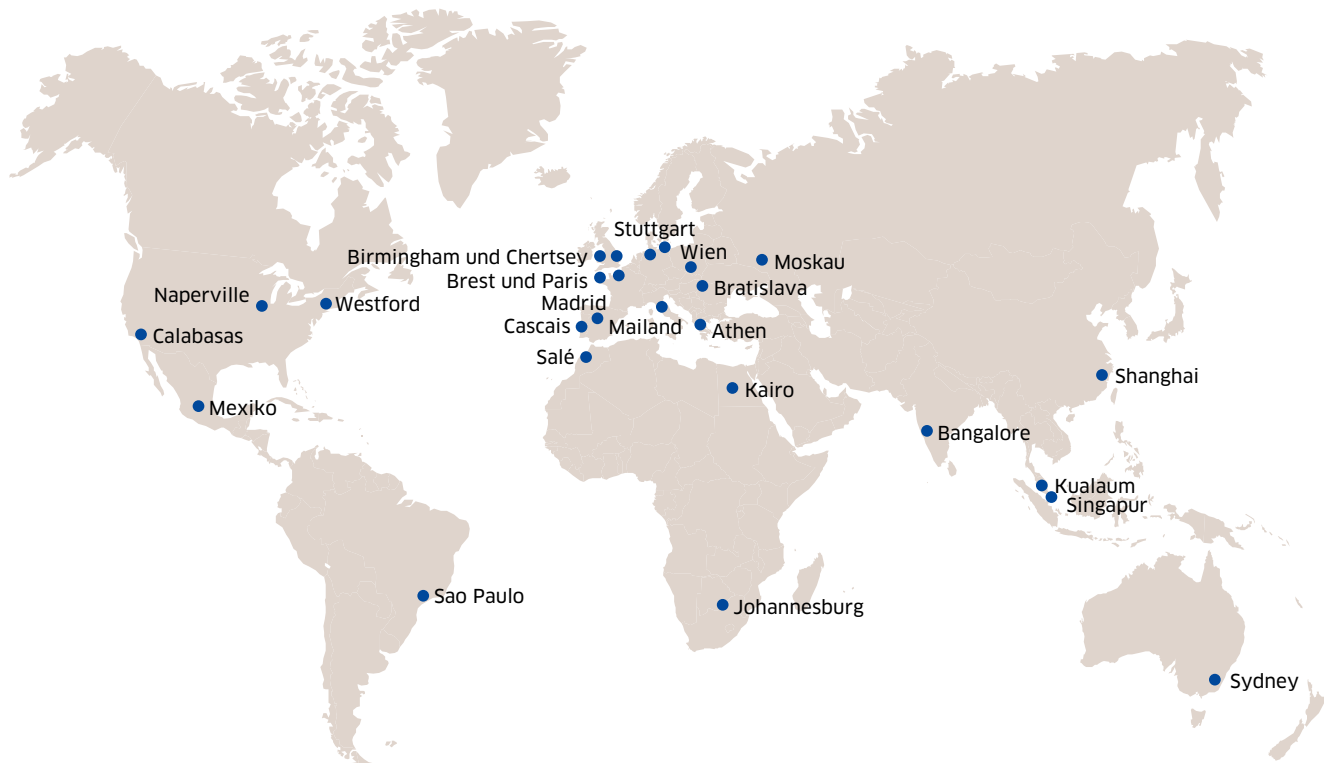 Stuttgart
Birmingham und Chertsey
Wien
Moskau
Brest und Paris
Bratislava
Naperville
Westford
Madrid
Cascais
Mailand
Athen
Calabasas
Salé
Shanghai
Kairo
Mexiko
Bangalore
Kualaum
Singapur
Sao Paulo
Johannesburg
Sydney